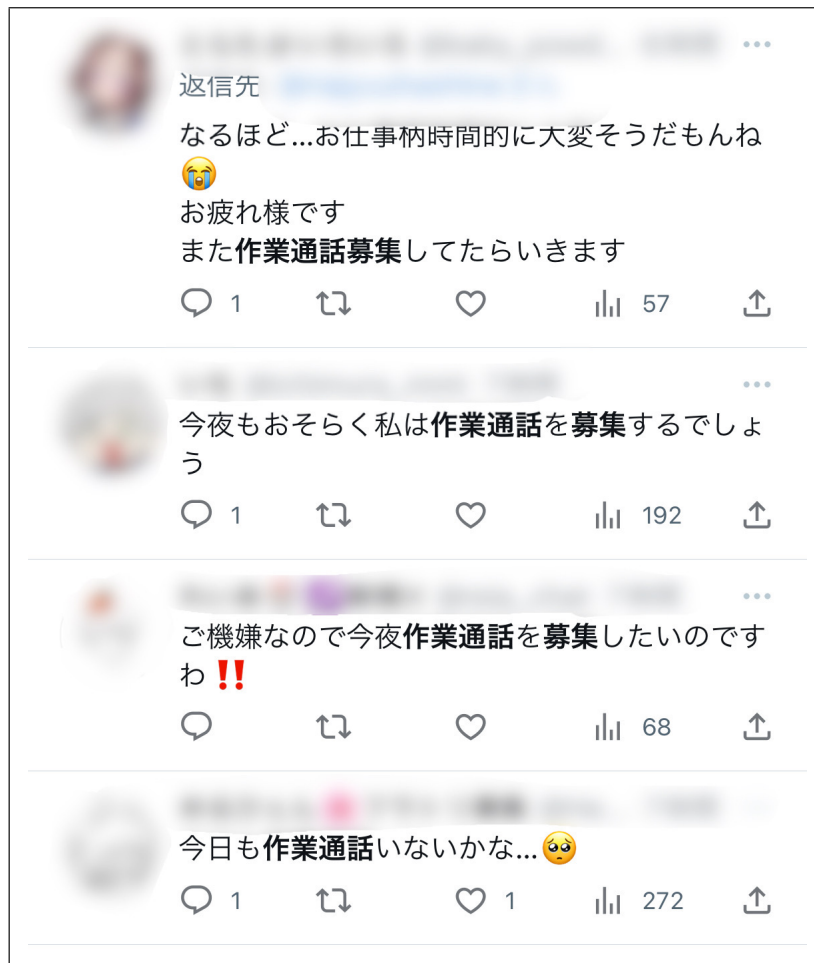 返信先
なるほど...お仕事柄時間的に大変そうだもんね
😭
お疲れ様です
また作業通話募集してたらいきます
1 57
今夜もおそらく私は作業通話を募集するでしょ
う
1 192
ご機嫌なので今夜作業通話を募集したいのです
わ‼️
68
今日も作業通話いないかな...🥺
1 1 272